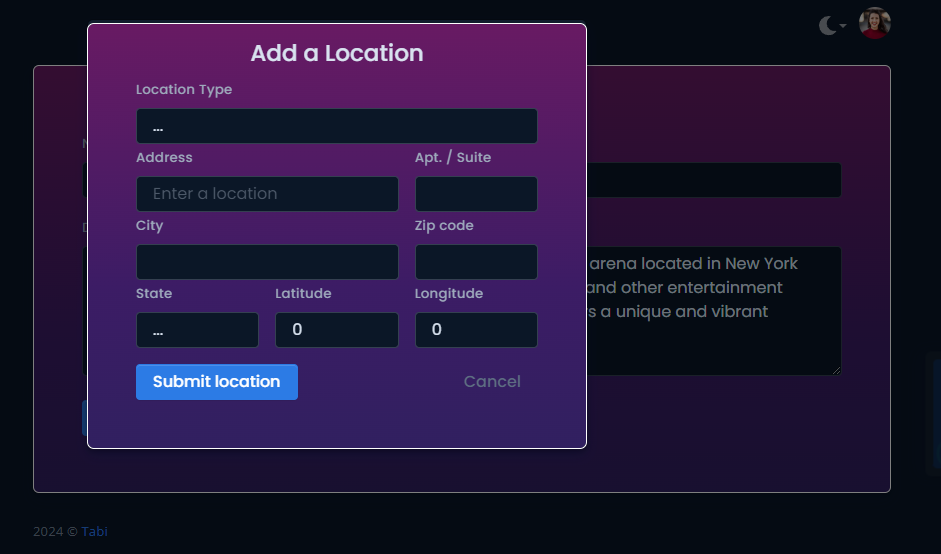 Add a Location
Location Type
...
Address Apt. / Suite
Enter a location
City Zip code
State Latitude Longitude
... 0 0
Submit location Cancel
arena located in New York
and other entertainment
a unique and vibrant
2024 © Tabi